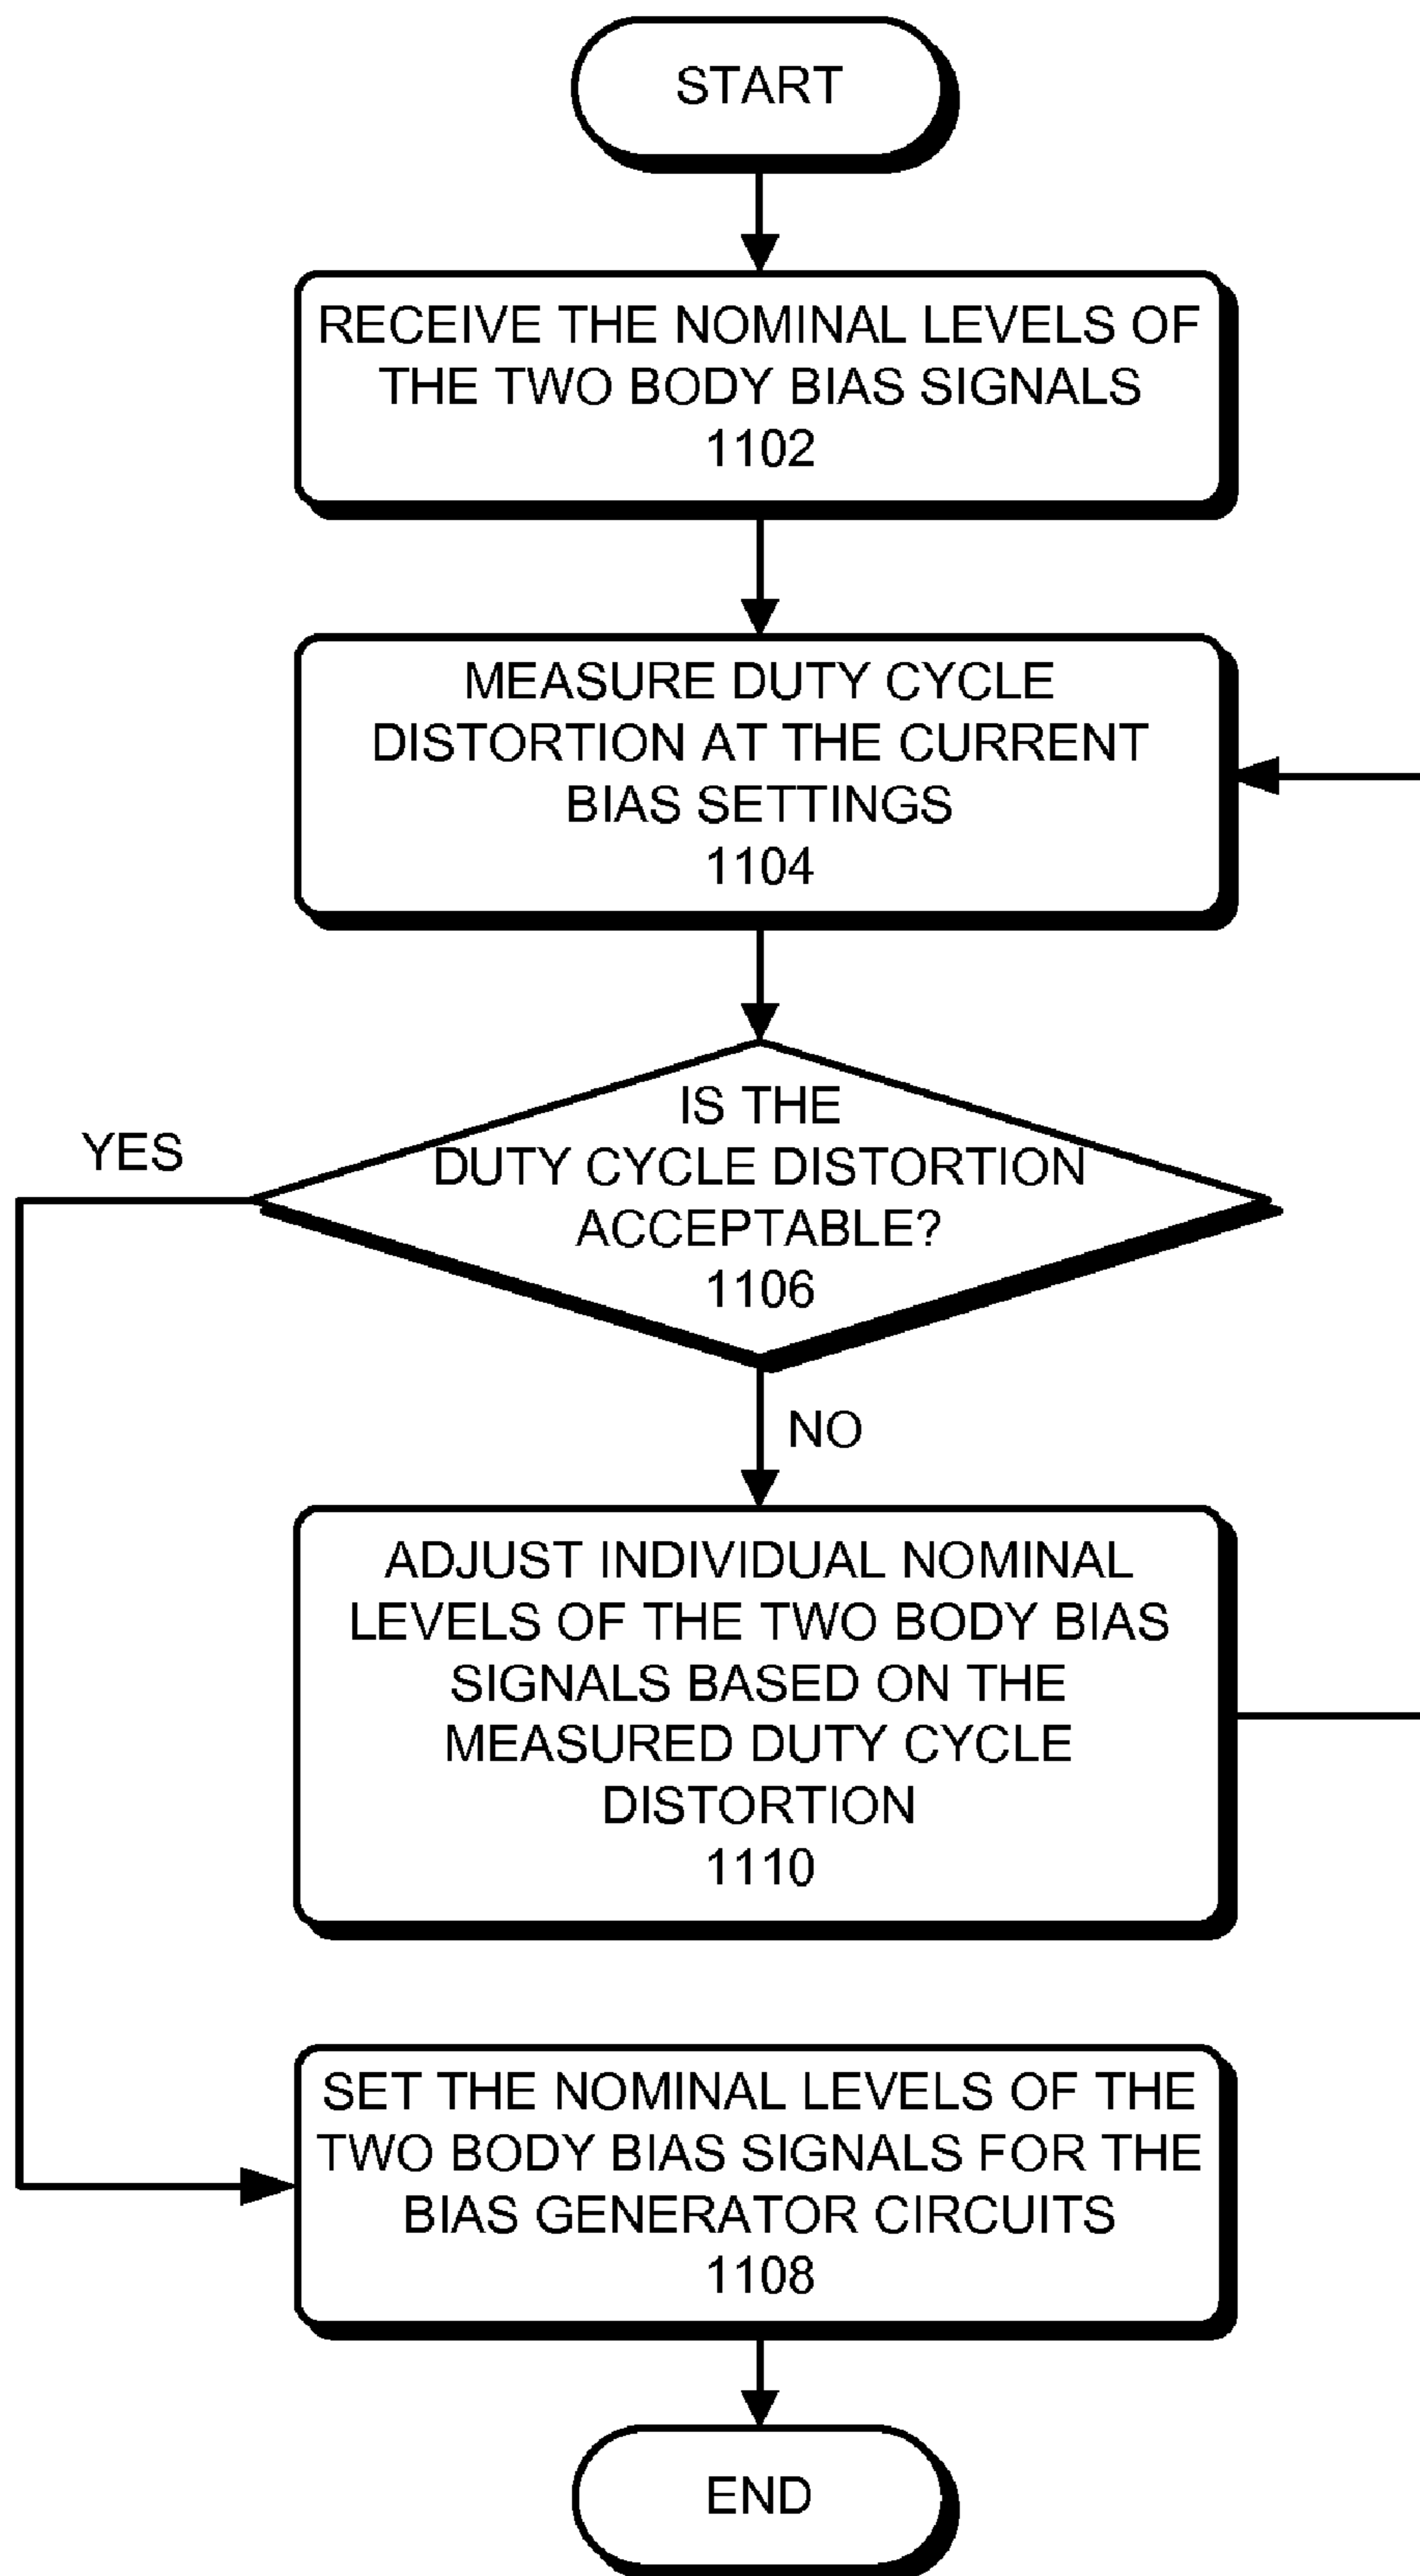 START
RECEIVE THE NOMINAL LEVELS OF
THE TWO BODY BIAS SIGNALS
1102
MEASURE DUTY CYCLE
DISTORTION AT THE CURRENT
BIAS SETTINGS
1104
IS THE
DUTY CYCLE DISTORTION
ACCEPTABLE?
1106
YES
NO
ADJUST INDIVIDUAL NOMINAL
LEVELS OF THE TWO BODY BIAS
SIGNALS BASED ON THE
MEASURED DUTY CYCLE
DISTORTION
1110
SET THE NOMINAL LEVELS OF THE
TWO BODY BIAS SIGNALS FOR THE
BIAS GENERATOR CIRCUITS
1108
END